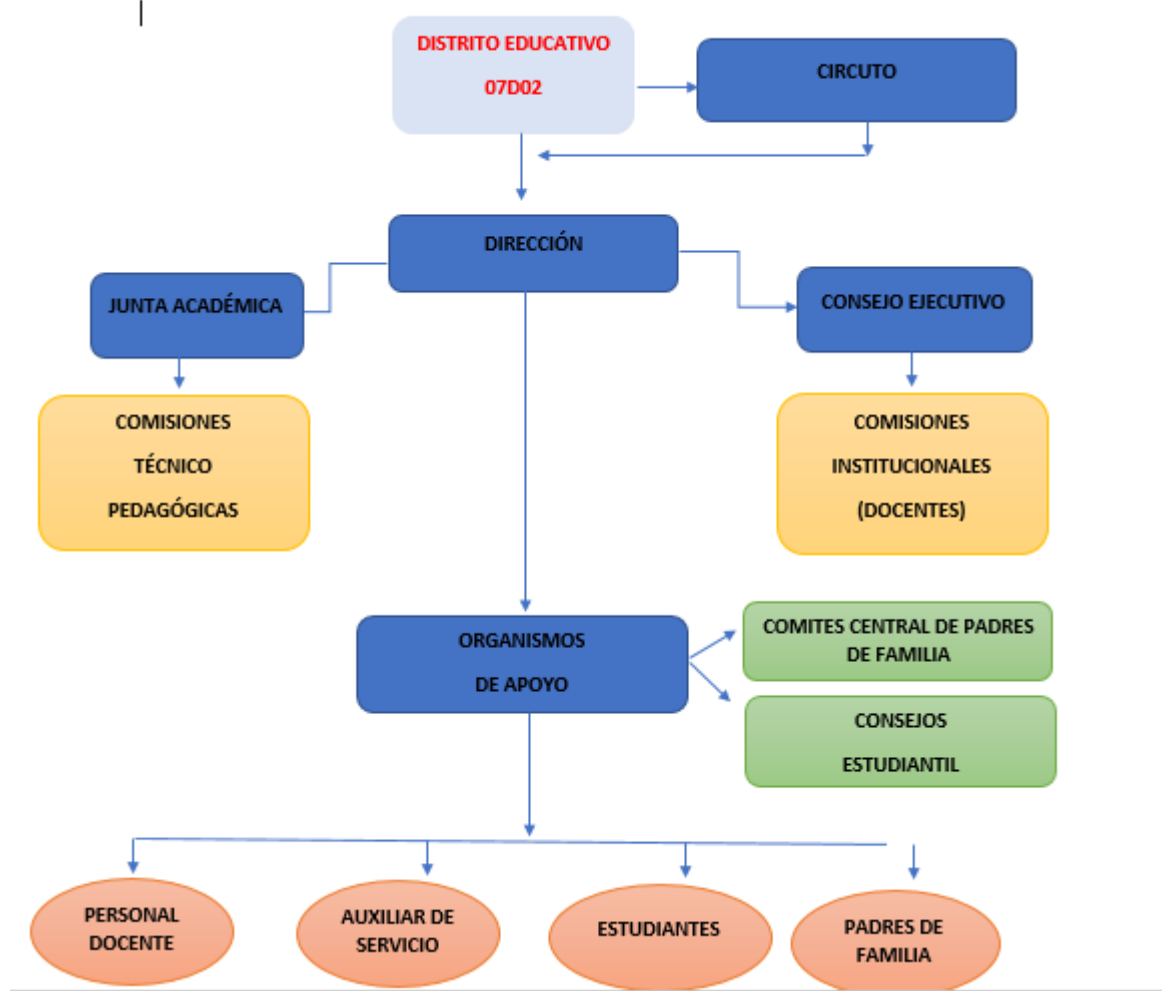 DISTRITO EDUCATIVO
07D02
CIRCUTO
DIRECCIÓN
JUNTA ACADÉMICA
CONSEJO EJECUTIVO
COMISIONES
TÉCNICO
PEDAGÓGICAS
COMISIONES
INSTITUCIONALES
(DOCENTES)
ORGANISMOS
DE APOYO
COMITES CENTRAL DE PADRES
DE FAMILIA
CONSEJOS
ESTUDIANTIL
PERSONAL
DOCENTE
AUXILIAR DE
SERVICIO
ESTUDIANTES
PADRES DE
FAMILIA